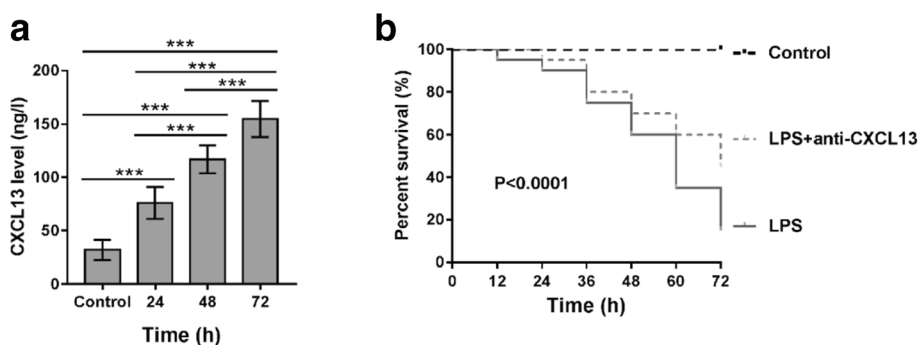 a
***
***
***
***
***
***
CXCL13 level (ng/l)
200
150
100
50
0
Control 24 48 72
Time (h)
b
Percent survival (%)
100
80
60
40
20
0
P<0.0001
0 12 24 36 48 60 72
Time (h)
Control
LPS+anti-CXCL13
LPS